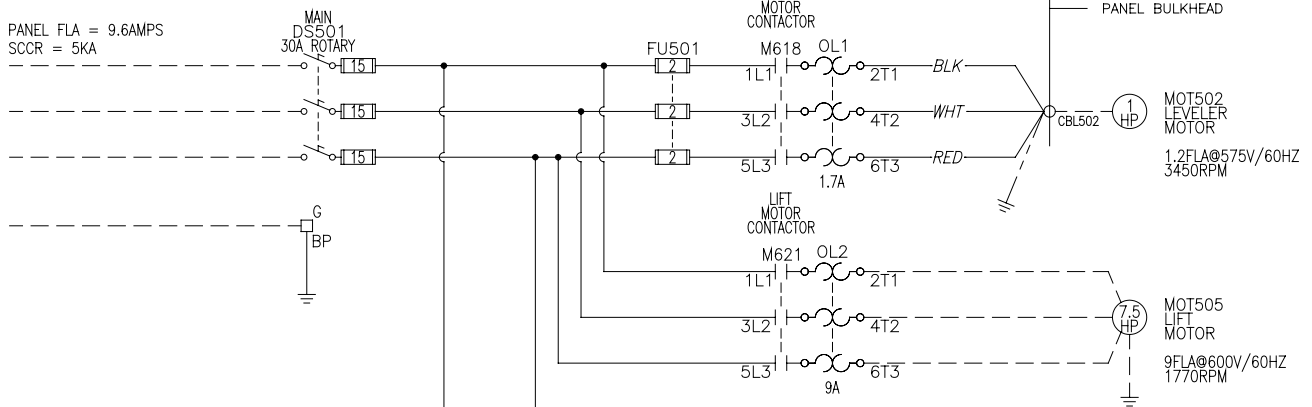 PANEL FLA = 9.6AMPS
SCCR = 5KA
MAIN
DS501
30A ROTARY
15
15
15
G
BP
FU501
2
2
2
MOTOR
CONTACTOR
M618
OL1
1L1
2T1
BLK
3L2
4T2
WHT
5L3
6T3
RED
1.7A
PANEL BULKHEAD
CBL502
1
HP
MOT502
LEVELER
MOTOR
1.2FLA@575V/60HZ
3450RPM
LIFT
MOTOR
CONTACTOR
M621
OL2
1L1
2T1
3L2
4T2
5L3
6T3
9A
7.5
HP
MOT505
LIFT
MOTOR
9FLA@600V/60HZ
1770RPM